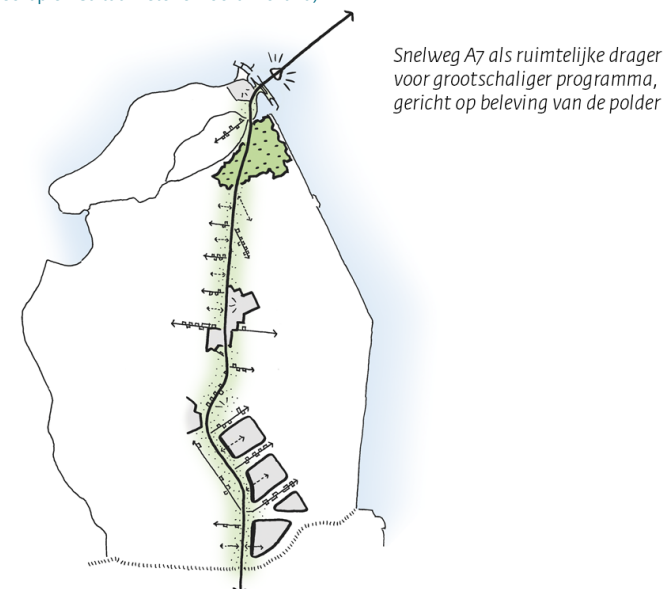 Snelweg A7 als ruimtelijke drager
voor grootschaliger programma,
gericht op beleving van de polder